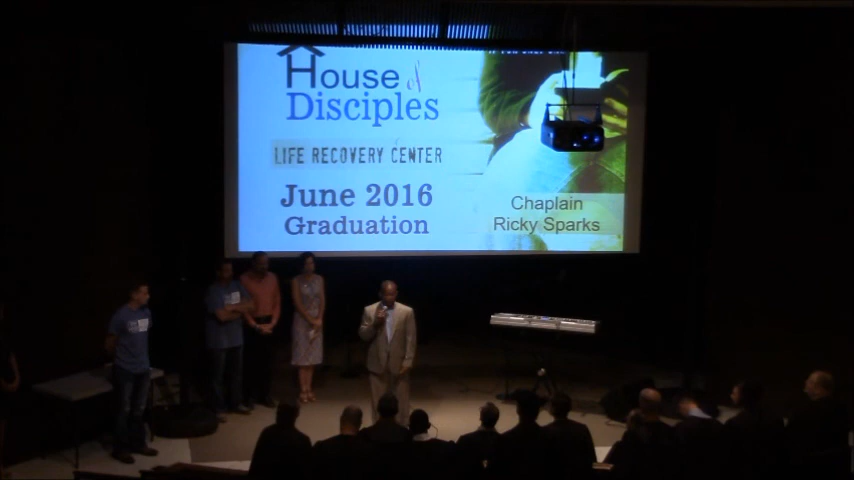 House of
Disciples
LIFE RECOVERY CENTER
June 2016
Graduation
Chaplain
Ricky Sparks